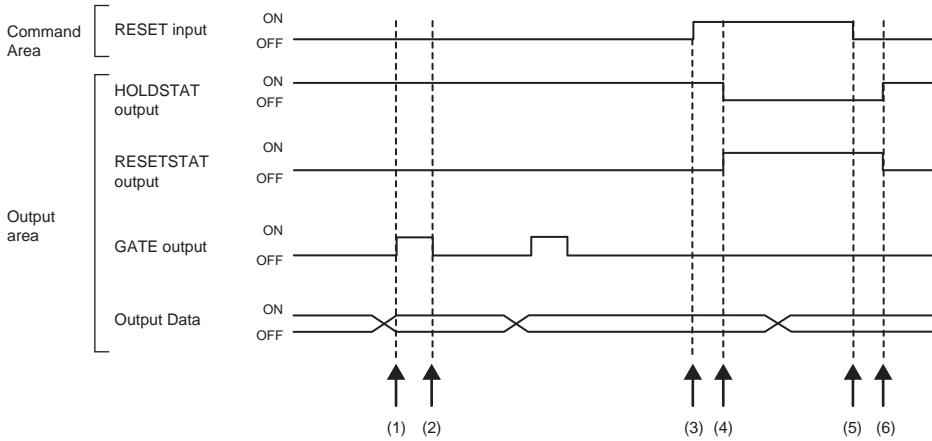 Command
Area
RESET input
ON
OFF
Output
area
HOLDSTAT
output
ON
OFF
RESETSTAT
output
ON
OFF
GATE output
ON
OFF
Output Data
ON
OFF
(1) (2) (3) (4) (5) (6)